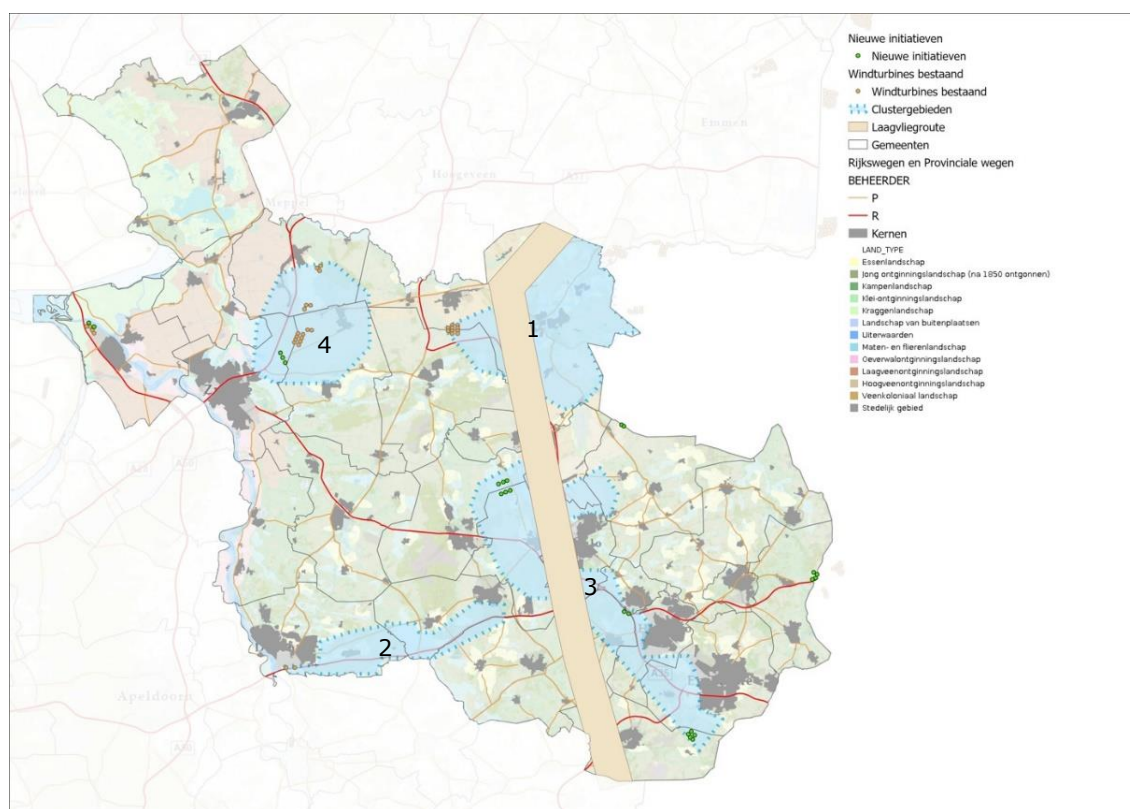 Nieuwe initiatieven
Nieuwe initiatieven
Windturbines bestaand
Windturbines bestaand
Clustergebieden
Laagvliegroute
Gemeenten
Rijkswegen en Provinciale wegen
BEHEERDER
P
R
Kernen
LAND_TYPE
Essenlandschap
Jong ontginningslandschap (na 1850 ontgonnen)
Kampenlandschap
Klei-ontginningslandschap
Kraggenlandschap
Landschap van buitenplaatsen
Uiterwaarden
Maten- en flierenlandschap
Oeverwalontginningslandschap
Laagveenontginningslandschap
Hoogveenontginningslandschap
Veenkoloniaal landschap
Stedelijk gebied
Emmen
Hoogeveen
Meppel
1
4
3
2
A35
Apeldoorn